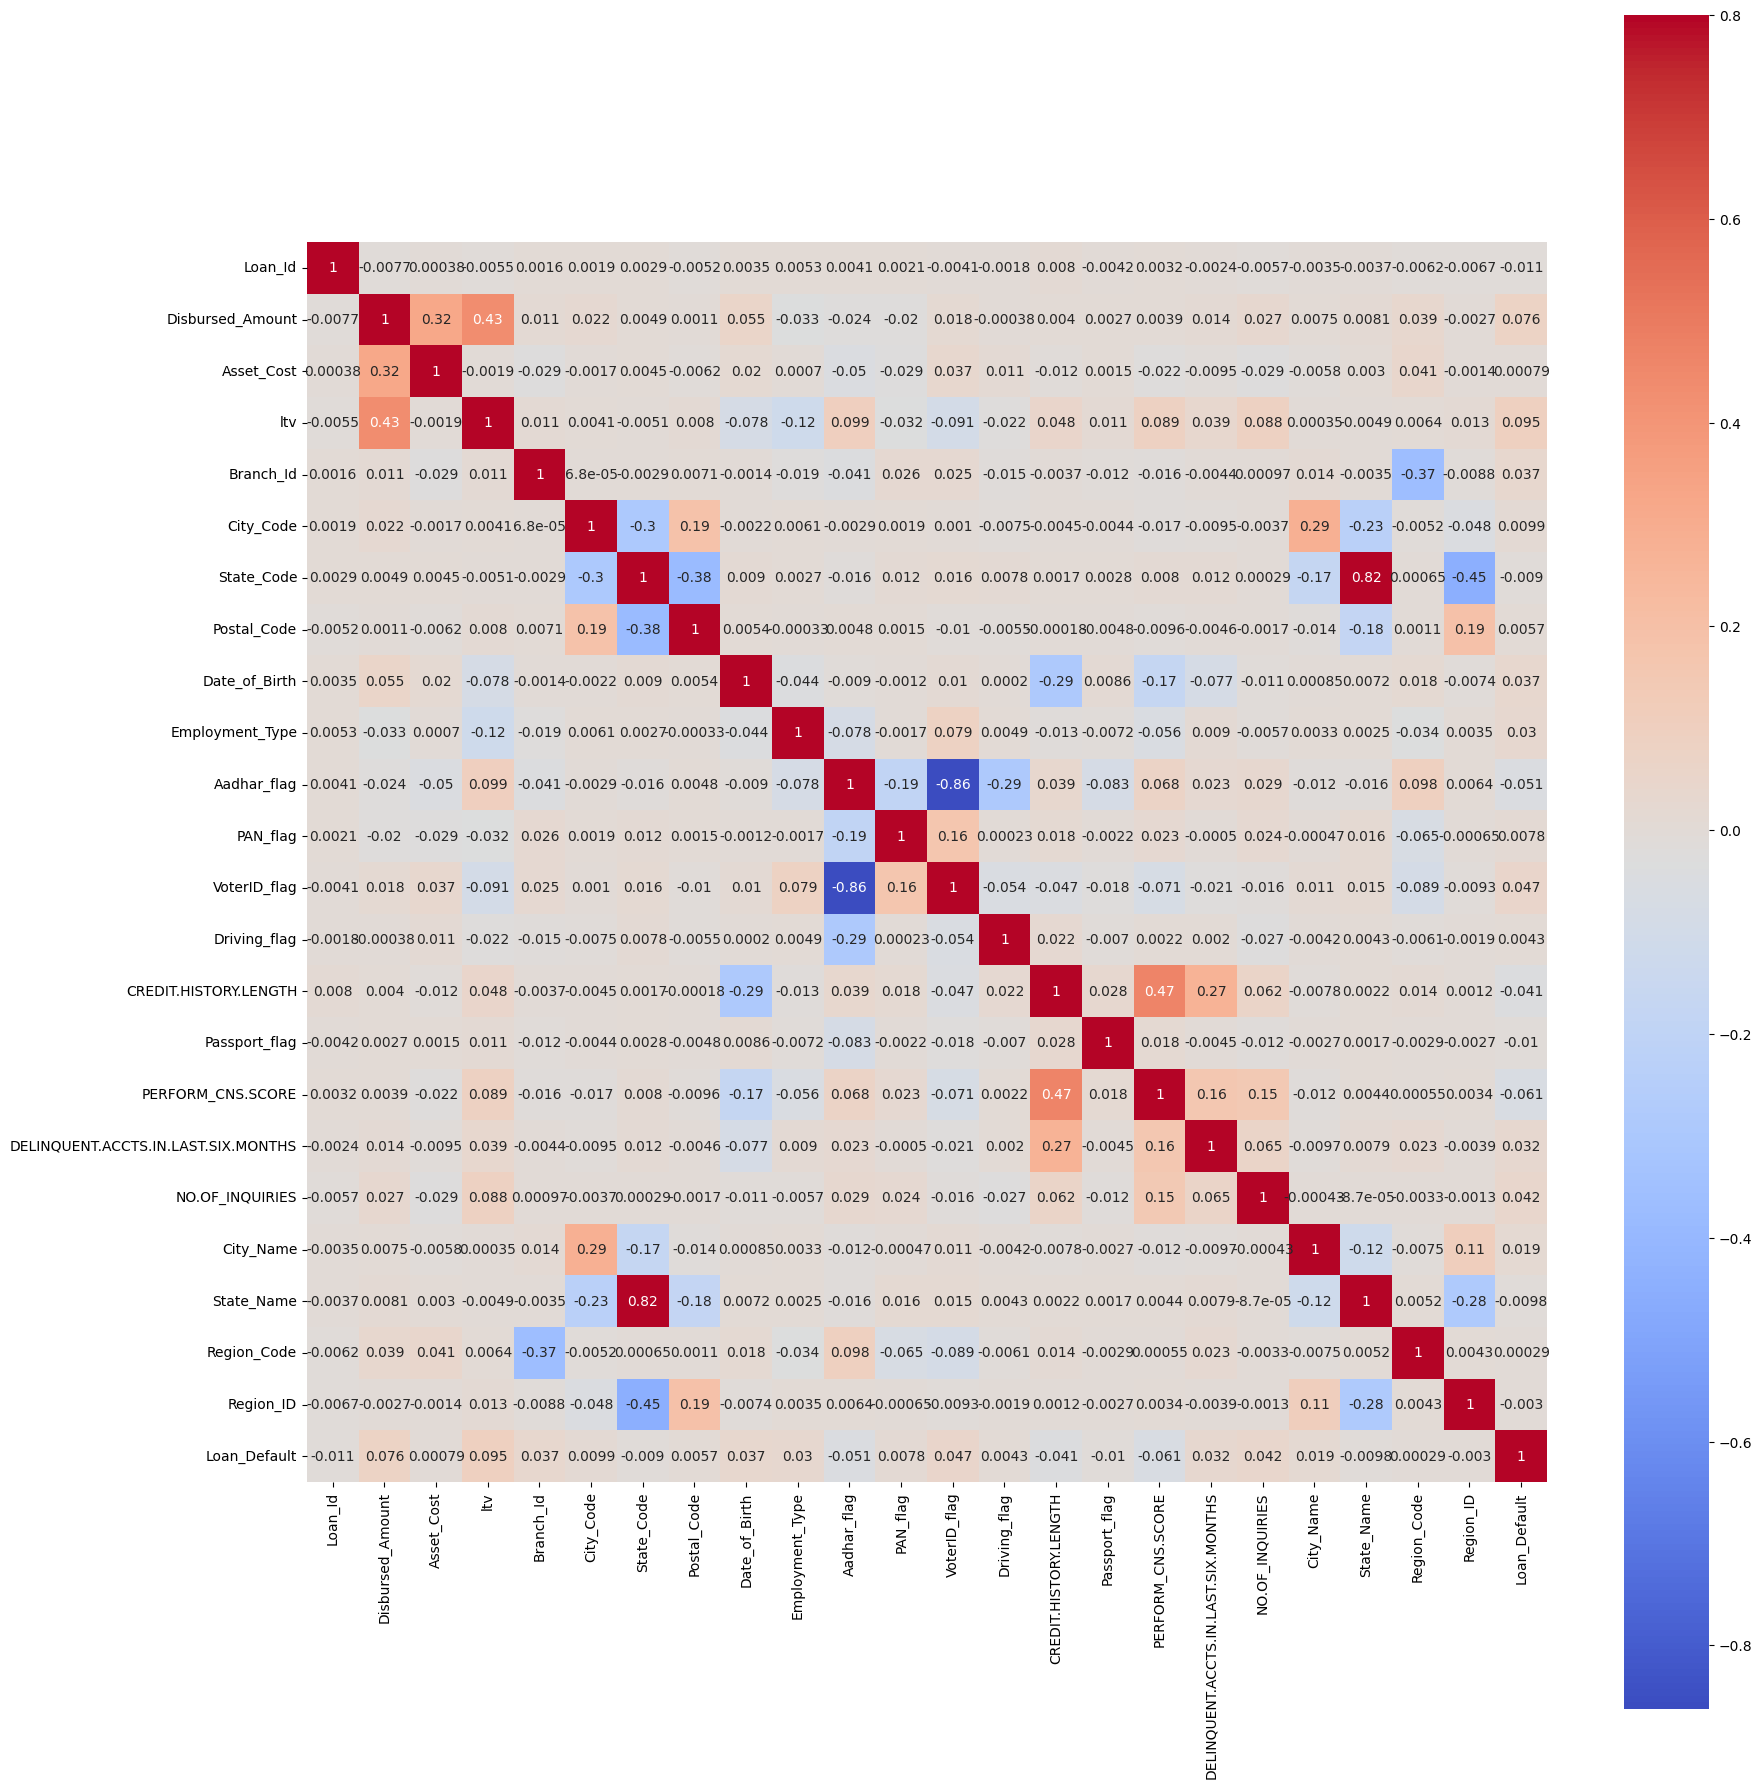 0.8
Loan_Id 1 -0.0077 0.00038 -0.0055 0.0016 0.0019 0.0029 -0.0052 0.0035 0.0053 0.0041 0.0021 -0.0041 -0.0018 0.008 -0.0042 0.0032 -0.0024 -0.0057 -0.0035 -0.0037 -0.0062 -0.0067 -0.011
0.6
Disbursed_Amount -0.0077 1 0.32 0.43 0.011 0.022 0.0049 0.0011 0.055 -0.033 -0.024 -0.02 0.018 -0.00038 0.004 0.0027 0.0039 0.014 0.027 0.0075 0.0081 0.039 -0.0027 0.076
Asset_Cost 0.00038 0.32 1 -0.0019 -0.029 -0.0017 0.0045 -0.0062 0.02 0.0007 -0.05 -0.029 0.037 0.011 -0.012 0.0015 -0.022 -0.0095 -0.029 -0.0058 0.003 0.041 -0.0014 0.00079
ltv -0.0055 0.43 -0.0019 1 0.011 0.0041 -0.0051 0.008 -0.078 -0.12 0.099 -0.032 -0.091 -0.022 0.048 0.011 0.089 0.039 0.088 0.00035 -0.0049 0.0064 0.013 0.095
0.4
Branch_Id 0.0016 0.011 -0.029 0.011 1 6.8e-05 -0.0029 0.0071 -0.0014 -0.019 -0.041 0.026 0.025 -0.015 -0.0037 -0.012 -0.016 -0.0044 0.00097 0.014 -0.0035 -0.37 -0.0088 0.037
City_Code 0.0019 0.022 -0.0017 0.0041 6.8e-05 1 -0.3 0.19 -0.0022 0.0061 -0.0029 0.0019 0.001 -0.0075 -0.0045 -0.0044 -0.017 -0.0095 -0.0037 0.29 -0.23 -0.0052 -0.048 0.0099
State_Code 0.0029 0.0049 0.0045 -0.0051 -0.0029 -0.3 1 -0.38 0.009 0.0027 -0.016 0.012 0.016 0.0078 0.0017 0.0028 0.008 0.012 0.00029 -0.17 0.82 0.00065 -0.45 -0.009
Postal_Code -0.0052 0.0011 -0.0062 0.008 0.0071 0.19 -0.38 1 0.0054 -0.00033 0.0048 0.0015 -0.01 -0.0055 -0.00018 -0.0048 -0.0096 -0.0046 -0.0017 -0.014 -0.18 0.0011 0.19 0.0057
0.2
Date_of_Birth 0.0035 0.055 0.02 -0.078 -0.0014 -0.0022 0.009 0.0054 1 -0.044 -0.009 -0.0012 0.01 0.0002 -0.29 0.0086 -0.17 -0.077 -0.011 0.00085 0.0072 0.018 -0.0074 0.037
Employment_Type 0.0053 -0.033 0.0007 -0.12 -0.019 0.0061 0.0027 -0.00033 -0.044 1 -0.078 -0.0017 0.079 0.0049 -0.013 -0.0072 -0.056 0.009 -0.0057 0.0033 0.0025 -0.034 0.0035 0.03
Aadhar_flag 0.0041 -0.024 -0.05 0.099 -0.041 -0.0029 -0.016 0.0048 -0.009 -0.078 1 -0.19 -0.86 -0.29 0.039 -0.083 0.068 0.023 0.029 -0.012 -0.016 0.098 0.0064 -0.051
0.0
PAN_flag 0.0021 -0.02 -0.029 -0.032 0.026 0.0019 0.012 0.0015 -0.0012 -0.0017 -0.19 1 0.16 0.00023 0.018 -0.0022 0.023 -0.0005 0.024 -0.00047 0.016 -0.065 -0.00065 0.0078
VoterID_flag -0.0041 0.018 0.037 -0.091 0.025 0.001 0.016 -0.01 0.01 0.079 -0.86 0.16 1 -0.054 -0.047 -0.018 -0.071 -0.021 -0.016 0.011 0.015 -0.089 -0.0093 0.047
Driving_flag -0.0018 -0.00038 0.011 -0.022 -0.015 -0.0075 0.0078 -0.0055 0.0002 0.0049 -0.29 0.00023 -0.054 1 0.022 -0.007 0.0022 0.002 -0.027 -0.0042 0.0043 -0.0061 -0.0019 0.0043
CREDIT.HISTORY.LENGTH 0.008 0.004 -0.012 0.048 -0.0037 -0.0045 0.0017 -0.00018 -0.29 -0.013 0.039 0.018 -0.047 0.022 1 0.028 0.47 0.27 0.062 -0.0078 0.0022 0.014 0.0012 -0.041
−0.2
Passport_flag -0.0042 0.0027 0.0015 0.011 -0.012 -0.0044 0.0028 -0.0048 0.0086 -0.0072 -0.083 -0.0022 -0.018 -0.007 0.028 1 0.018 -0.0045 -0.012 -0.0027 0.0017 -0.0029 -0.0027 -0.01
PERFORM_CNS.SCORE 0.0032 0.0039 -0.022 0.089 -0.016 -0.017 0.008 -0.0096 -0.17 -0.056 0.068 0.023 -0.071 0.0022 0.47 0.018 1 0.16 0.15 -0.012 0.0044 0.00055 0.0034 -0.061
DELINQUENT.ACCTS.IN.LAST.SIX.MONTHS -0.0024 0.014 -0.0095 0.039 -0.0044 -0.0095 0.012 -0.0046 -0.077 0.009 0.023 -0.0005 -0.021 0.002 0.27 -0.0045 0.16 1 0.065 -0.0097 0.0079 0.023 -0.0039 0.032
NO.OF_INQUIRIES -0.0057 0.027 -0.029 0.088 0.00097 -0.0037 0.00029 -0.0017 -0.011 -0.0057 0.029 0.024 -0.016 -0.027 0.062 -0.012 0.15 0.065 1 -0.00043 -8.7e-05 -0.0033 -0.0013 0.042
−0.4
City_Name -0.0035 0.0075 -0.0058 0.00035 0.014 0.29 -0.17 -0.014 0.00085 0.0033 -0.012 -0.00047 0.011 -0.0042 -0.0078 -0.0027 -0.012 -0.0097 -0.00043 1 -0.12 -0.0075 0.11 0.019
State_Name -0.0037 0.0081 0.003 -0.0049 -0.0035 -0.23 0.82 -0.18 0.0072 0.0025 -0.016 0.016 0.015 0.0043 0.0022 0.0017 0.0044 0.0079 -8.7e-05 -0.12 1 0.0052 -0.28 -0.0098
Region_Code -0.0062 0.039 0.041 0.0064 -0.37 -0.0052 0.00065 0.0011 0.018 -0.034 0.098 -0.065 -0.089 -0.0061 0.014 -0.0029 0.00055 0.023 -0.0033 -0.0075 0.0052 1 0.0043 0.00029
Region_ID -0.0067 -0.0027 -0.0014 0.013 -0.0088 -0.048 -0.45 0.19 -0.0074 0.0035 0.0064 -0.00065 -0.0093 -0.0019 0.0012 -0.0027 0.0034 -0.0039 -0.0013 0.11 -0.28 0.0043 1 -0.003
−0.6
Loan_Default -0.011 0.076 0.00079 0.095 0.037 0.0099 -0.009 0.0057 0.037 0.03 -0.051 0.0078 0.047 0.0043 -0.041 -0.01 -0.061 0.032 0.042 0.019 -0.0098 0.00029 -0.003 1
−0.8
Loan_Id
Disbursed_Amount
Asset_Cost
ltv
Branch_Id
City_Code
State_Code
Postal_Code
Date_of_Birth
Employment_Type
Aadhar_flag
PAN_flag
VoterID_flag
Driving_flag
CREDIT.HISTORY.LENGTH
Passport_flag
PERFORM_CNS.SCORE
DELINQUENT.ACCTS.IN.LAST.SIX.MONTHS
NO.OF_INQUIRIES
City_Name
State_Name
Region_Code
Region_ID
Loan_Default